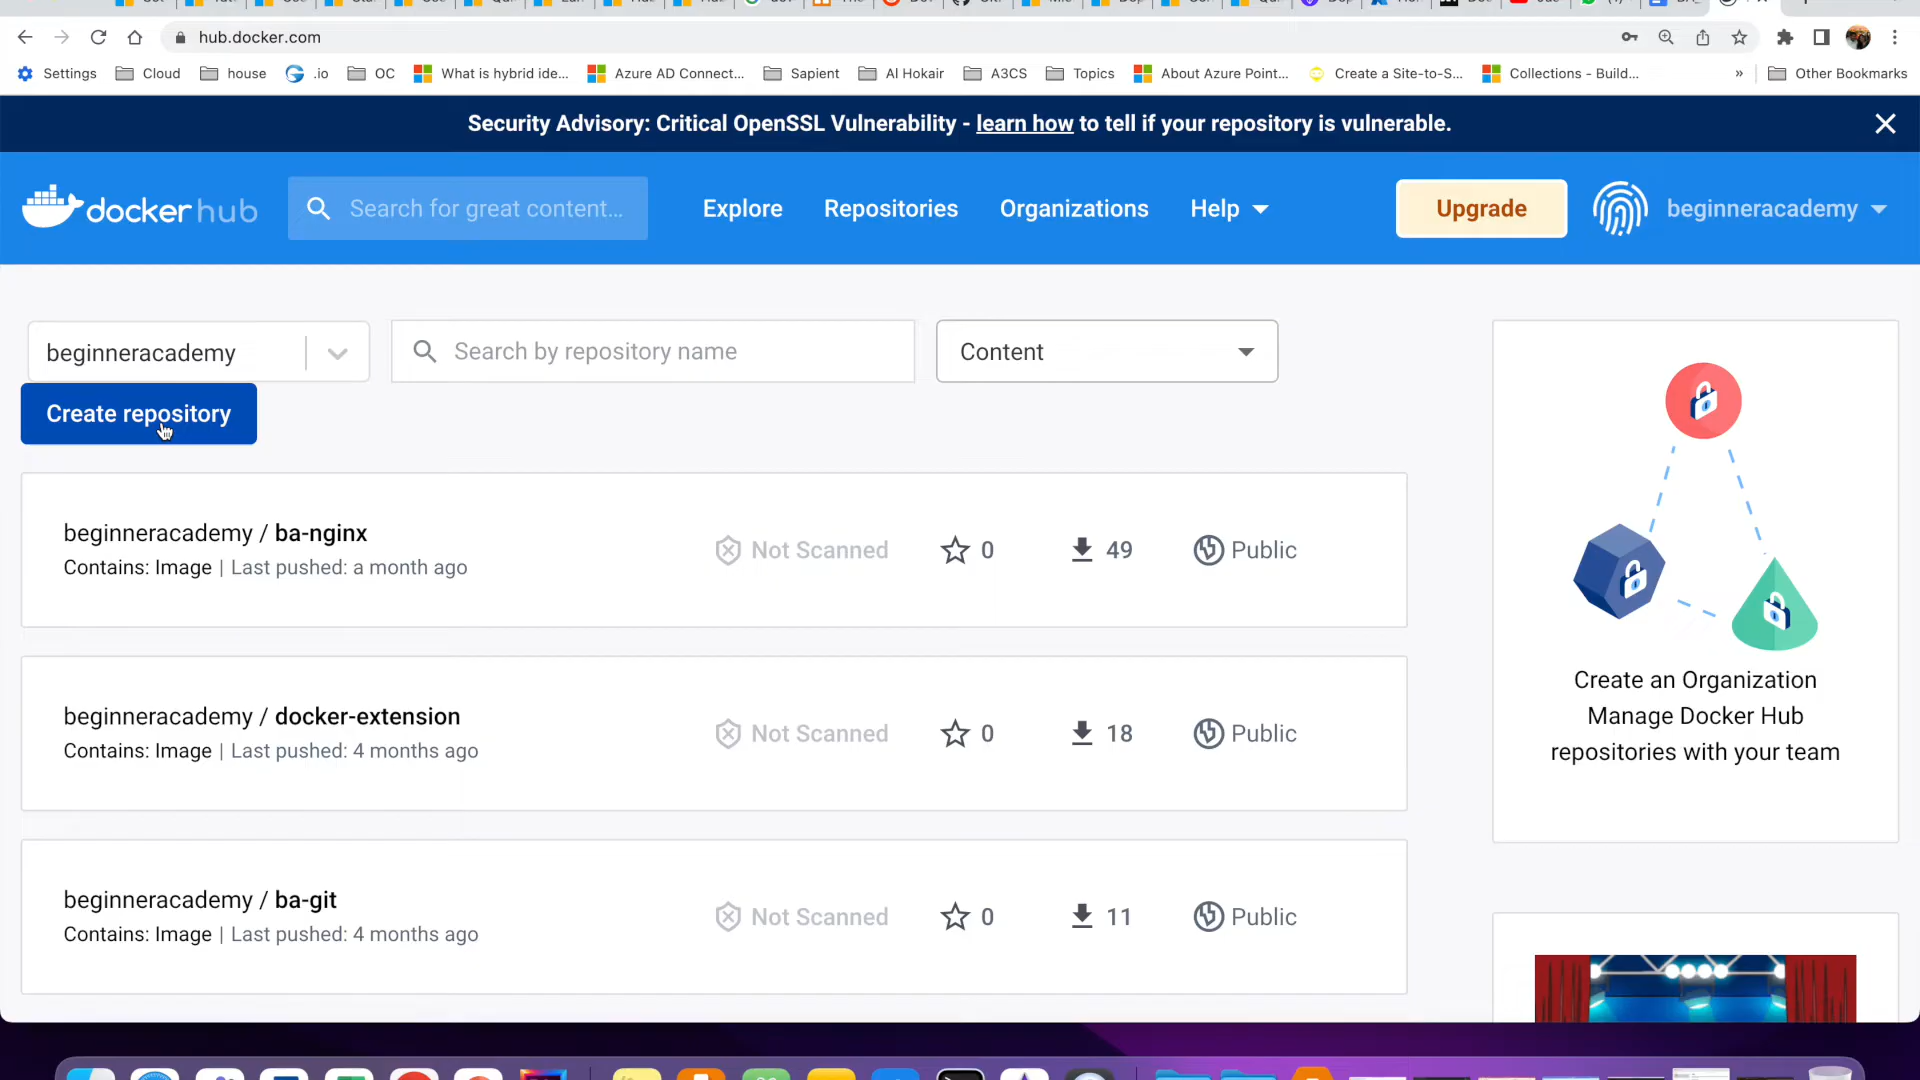 hub.docker.com
Settings Cloud house .io OC What is hybrid ide... Azure AD Connect... Sapient Al Hokair A3CS Topics About Azure Point... Create a Site-to-S... Collections - Build... » Other Bookmarks
Security Advisory: Critical OpenSSL Vulnerability - learn how to tell if your repository is vulnerable.
docker hub Search for great content... Explore Repositories Organizations Help Upgrade beginneracademy
beginneracademy Search by repository name Content
Create repository
beginneracademy / ba-nginx
Contains: Image | Last pushed: a month ago
Not Scanned 0 49 Public
beginneracademy / docker-extension
Contains: Image | Last pushed: 4 months ago
Not Scanned 0 18 Public
beginneracademy / ba-git
Contains: Image | Last pushed: 4 months ago
Not Scanned 0 11 Public
Create an Organization
Manage Docker Hub
repositories with your team